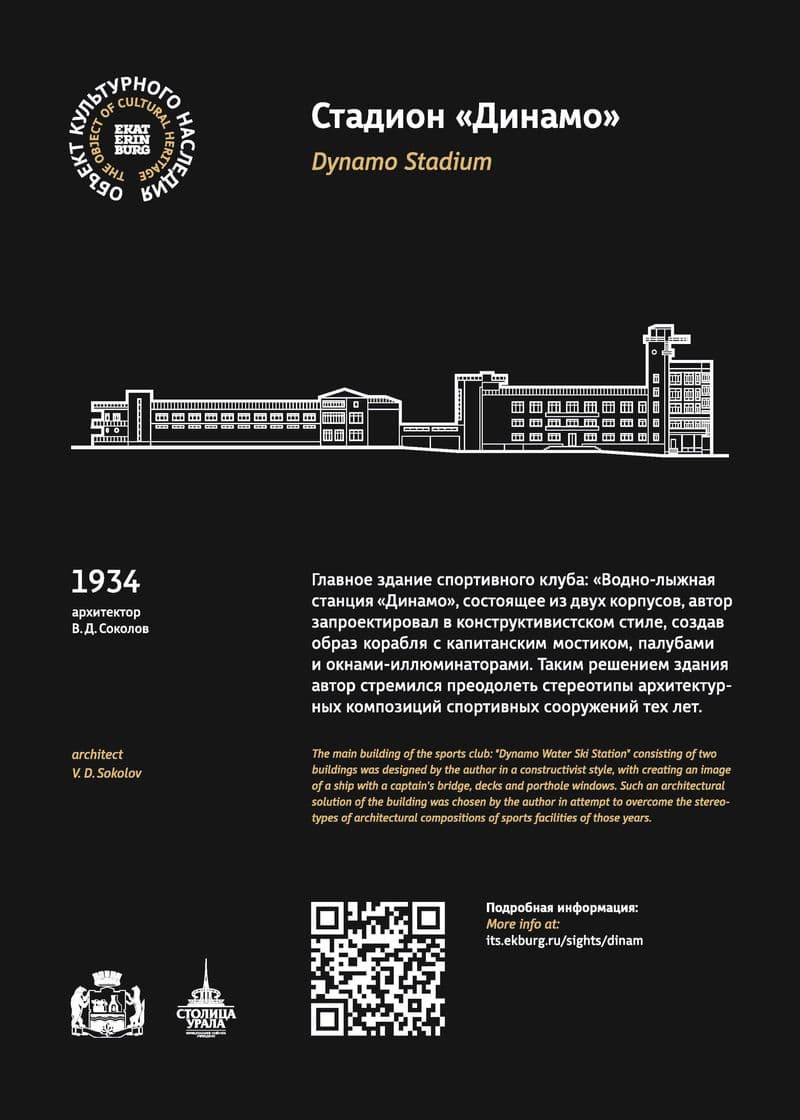 ОБЪЕКТ КУЛЬТУРНОГО НАСЛЕДИЯ
THE OBJECT OF CULTURAL HERITAGE
EKAT
ERIN
BURG
Стадион «Динамо»
Dynamo Stadium
1934
архитектор
В. Д. Соколов
Главное здание спортивного клуба: «Водно-лыжная
станция «Динамо», состоящее из двух корпусов, автор
запроектировал в конструктивистском стиле, создав
образ корабля с капитанским мостиком, палубами
и окнами-иллюминаторами. Таким решением здания
автор стремился преодолеть стереотипы архитектур-
ных композиций спортивных сооружений тех лет.
architect
V. D. Sokolov
The main building of the sports club: "Dynamo Water Ski Station" consisting of two
buildings was designed by the author in a constructivist style, with creating an image
of a ship with a captain's bridge, decks and porthole windows. Such an architectural
solution of the building was chosen by the author in attempt to overcome the stereo-
types of architectural compositions of sports facilities of those years.
Подробная информация:
More info at:
its.ekburg.ru/sights/dinam
СТОЛИЦА
УРАЛА